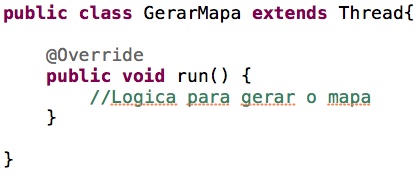 public class GerarMapa extends Thread{
@Override
public void run() {
//Logica para gerar o mapa
}
}